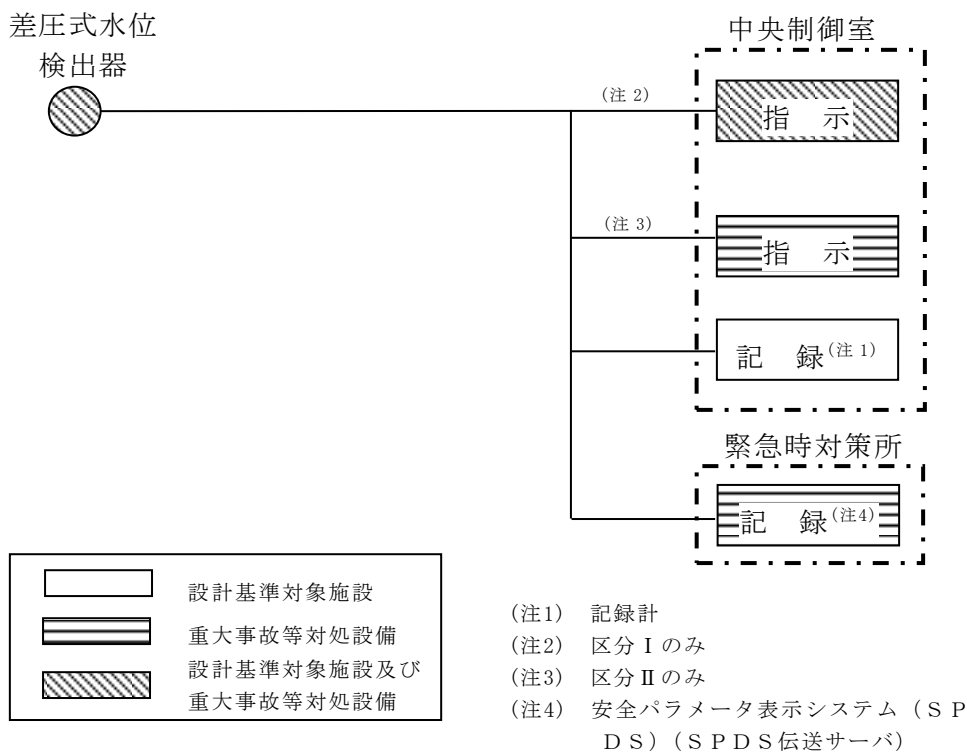 差圧式水位
検出器
中央制御室
(注 2)
指 示
(注 3)
指 示
記 録(注 1)
緊急時対策所
記 録(注4)
設計基準対象施設
重大事故等対処設備
設計基準対象施設及び
重大事故等対処設備
(注1) 記録計
(注2) 区分Ⅰのみ
(注3) 区分Ⅱのみ
(注4) 安全パラメータ表示システム(SP
DS)(SPDS伝送サーバ)